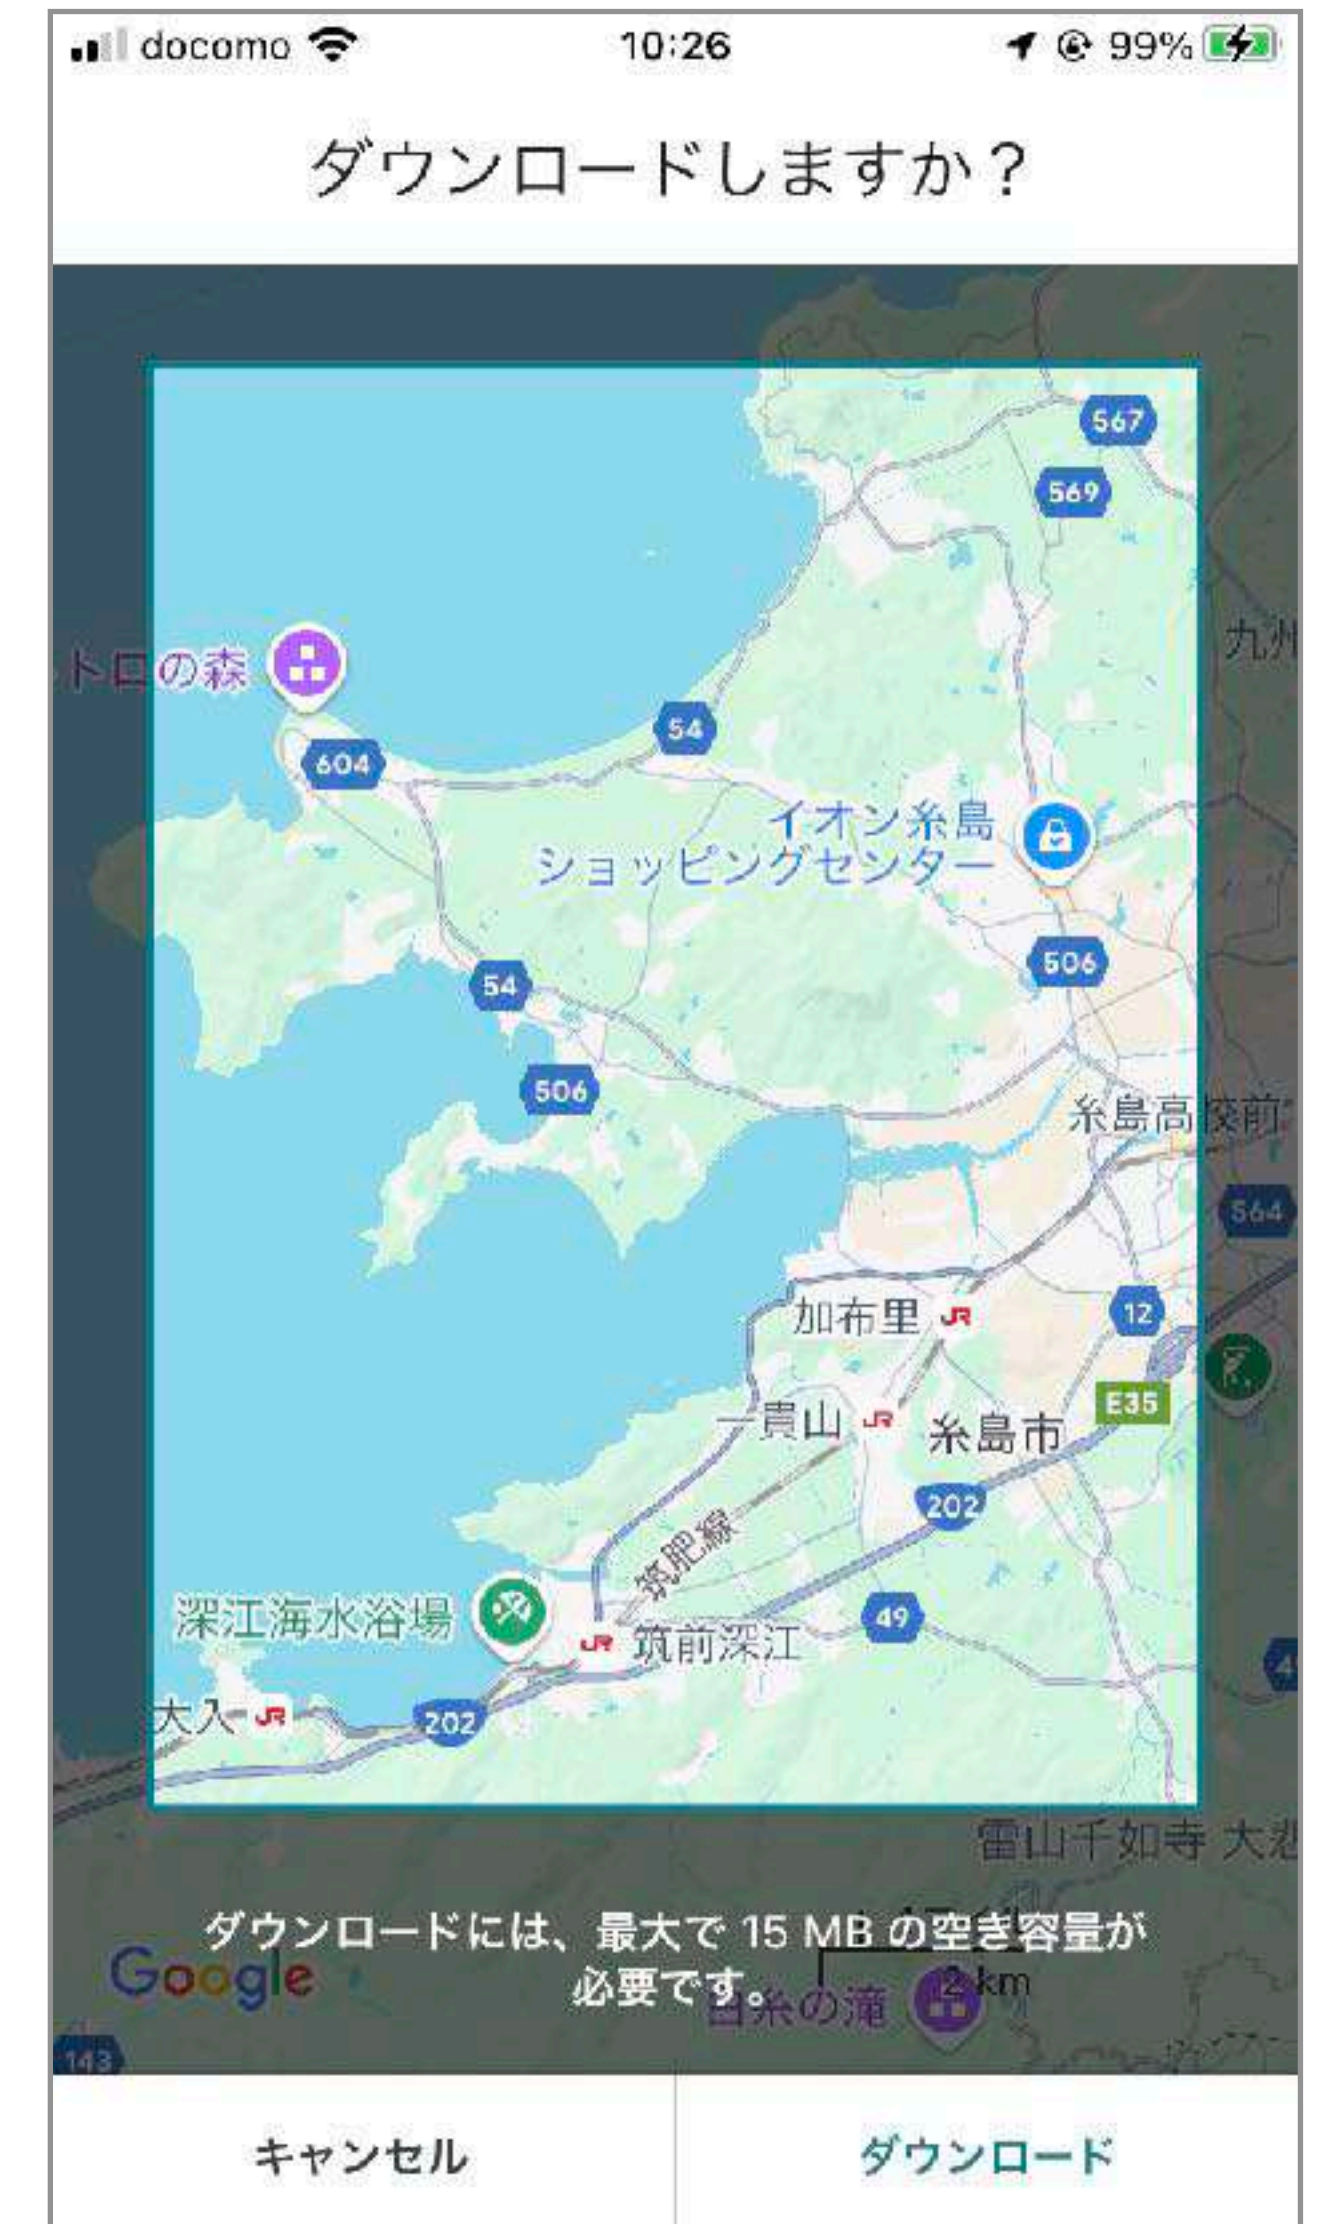 docomo
10:26
99%
ダウンロードしますか？
567
569
九州
トロの森
54
604
イオン糸島
ショッピングセンター
506
54
506
糸島高校前
564
加布里
JR
12
E35
一貴山
JR
糸島市
202
筑肥線
深江海水浴場
JR
筑前深江
49
大入
JR
202
雷山千如寺 大悲
ダウンロードには、最大で 15 MB の空き容量が
必要です。
Google
2 km
白糸の滝
143
キャンセル
ダウンロード